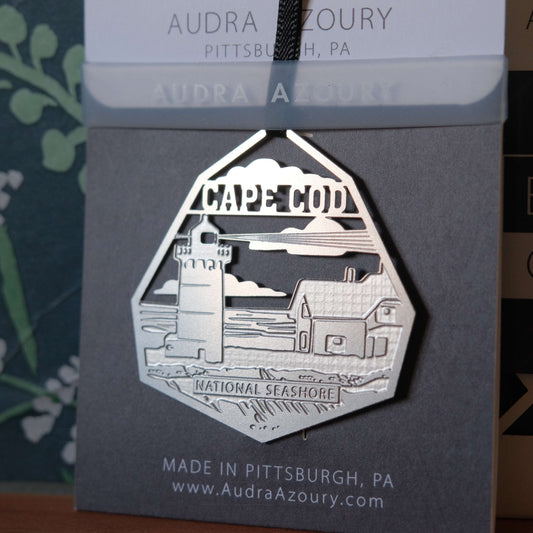 AUDRA AZOURY
PITTSBURGH, PA
AUDRA AZOURY
CAPE COD
NATIONAL SEASHORE
MADE IN PITTSBURGH, PA
www.AudraAzoury.com